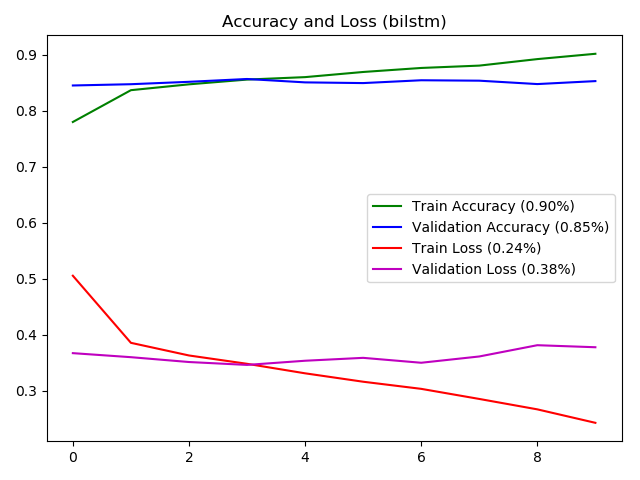 Accuracy and Loss (bilstm)
0.9
0.8
0.7
0.6
0.5
0.4
0.3
Train Accuracy (0.90%)
Validation Accuracy (0.85%)
Train Loss (0.24%)
Validation Loss (0.38%)
0 2 4 6 8